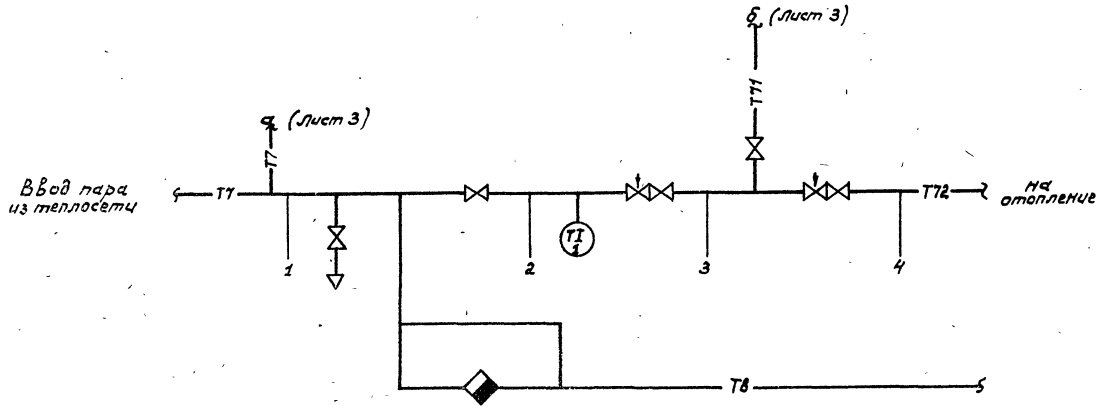 б (лист 3)
Т71
а (лист 3)
Т7
Ввод пара
из теплосети
Т7
Т72
на
отопление
TI
1
1
2
3
4
Т8